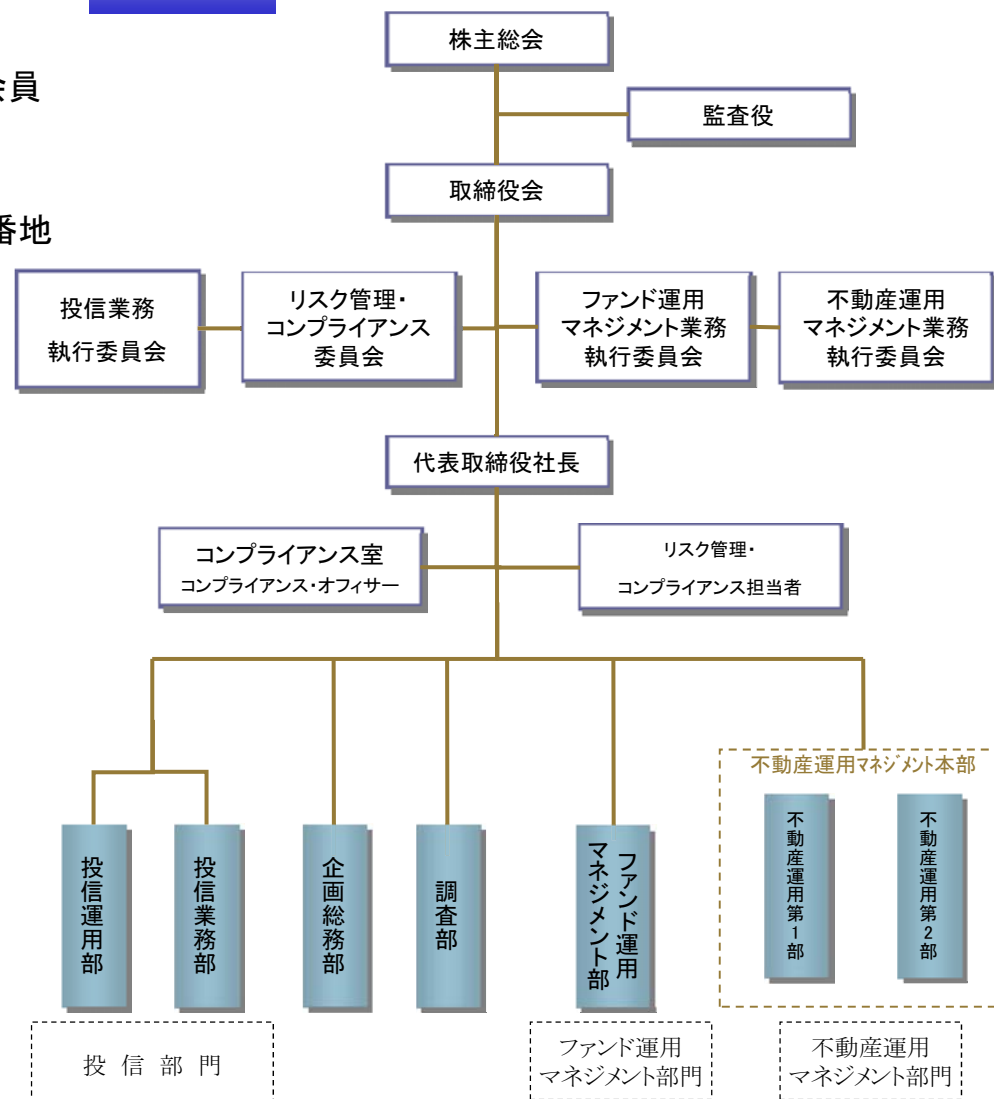 株主総会
会員
監査役
取締役会
番地
投信業務
執行委員会
リスク管理・
コンプライアンス
委員会
ファンド運用
マネジメント業務
執行委員会
不動産運用
マネジメント業務
執行委員会
代表取締役社長
コンプライアンス室
コンプライアンス・オフィサー
リスク管理・
コンプライアンス担当者
不動産運用マネジメント本部
投信運用部
投信業務部
企画総務部
調査部
ファンド運用
マネジメント部
不動産運用第1部
不動産運用第2部
投 信 部 門
ファンド運用
マネジメント部門
不動産運用
マネジメント部門